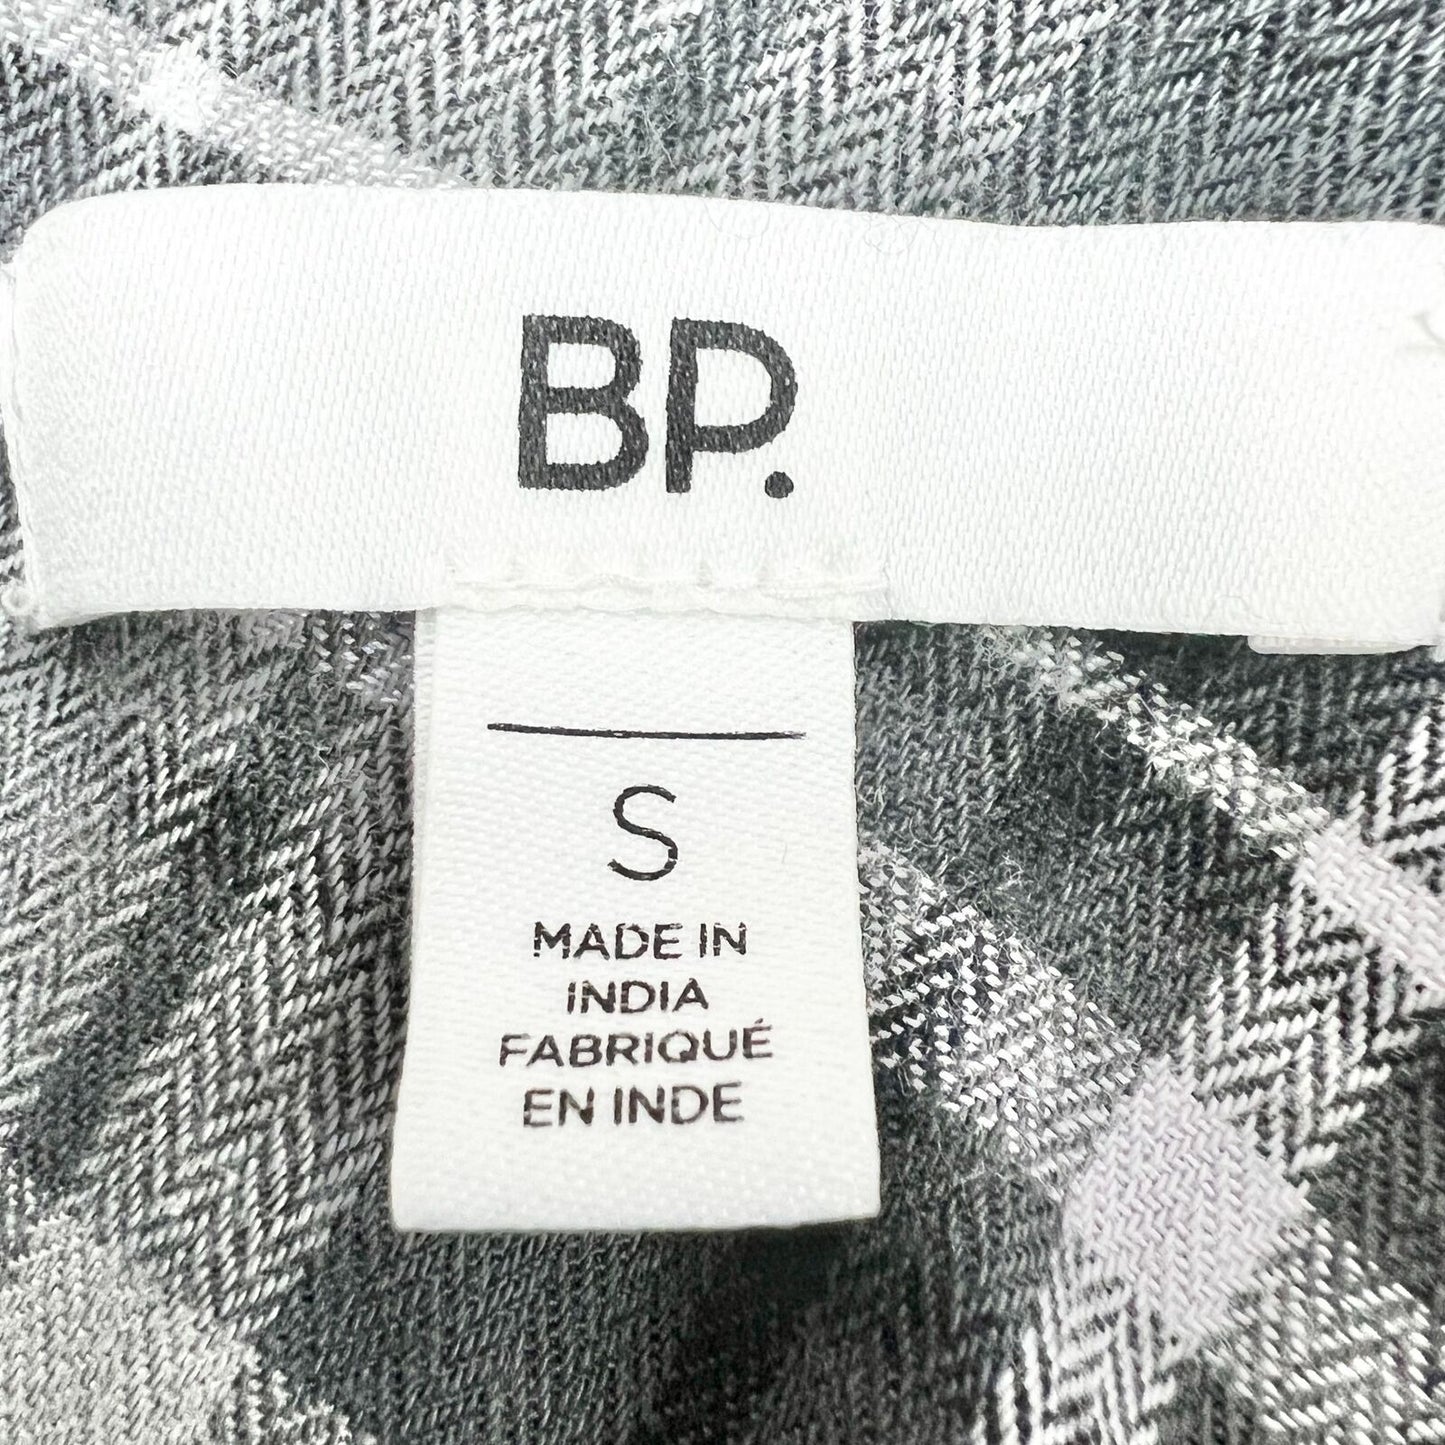 BP.
S
MADE IN
INDIA
FABRIQUÉ
EN INDE